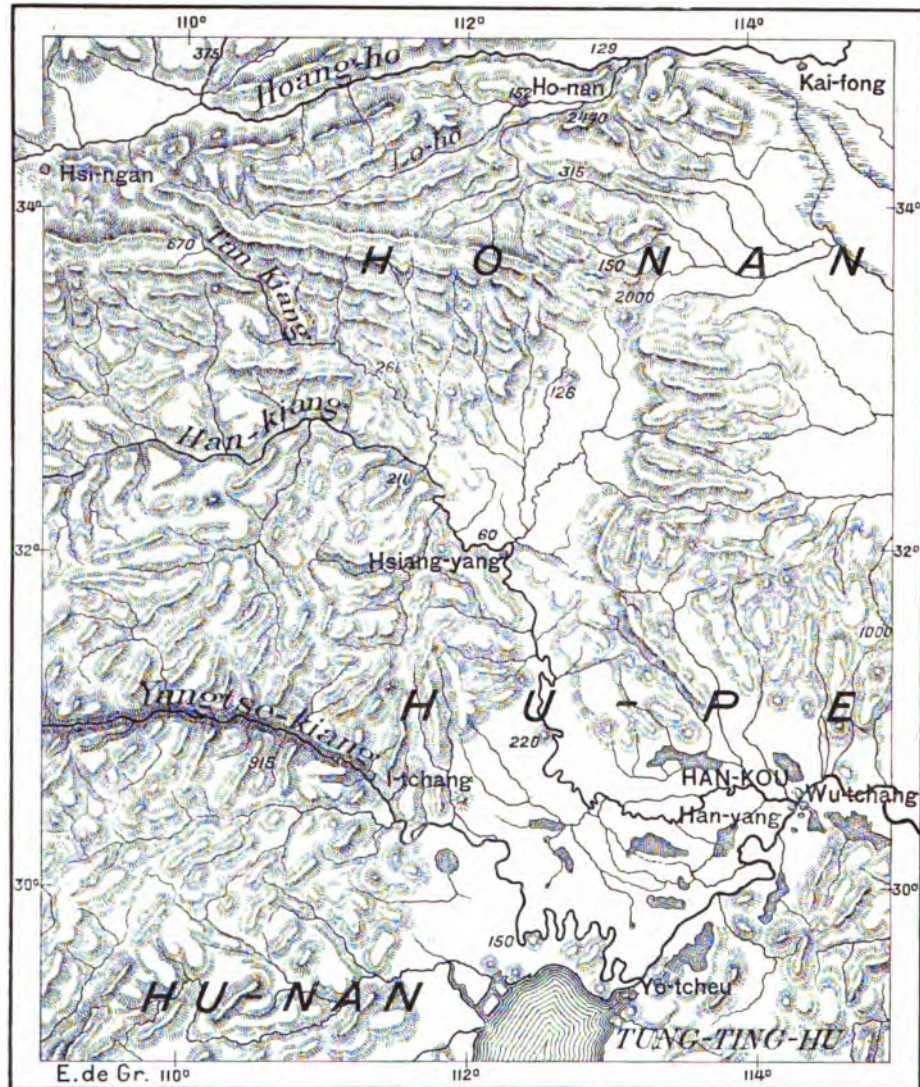 110°
112°
114°
375
Hoang-ho
129
Kai-fong
Ho-nan
152
2440
Lo-ho
Hsi-ngan
315
34°
34°
670
Tan kiang
HONAN
150
2000
126
Han-kiang
60
32°
32°
Hsiang-yang
1000
Yangtse-kiang
HU-PE
220
915
I-tchang
HAN-KOU
Wu-tchang
Han-yang
30°
30°
150
HU-NAN
Yo-tcheu
TUNG-TING-HU
E.de Gr.
110°
112°
114°